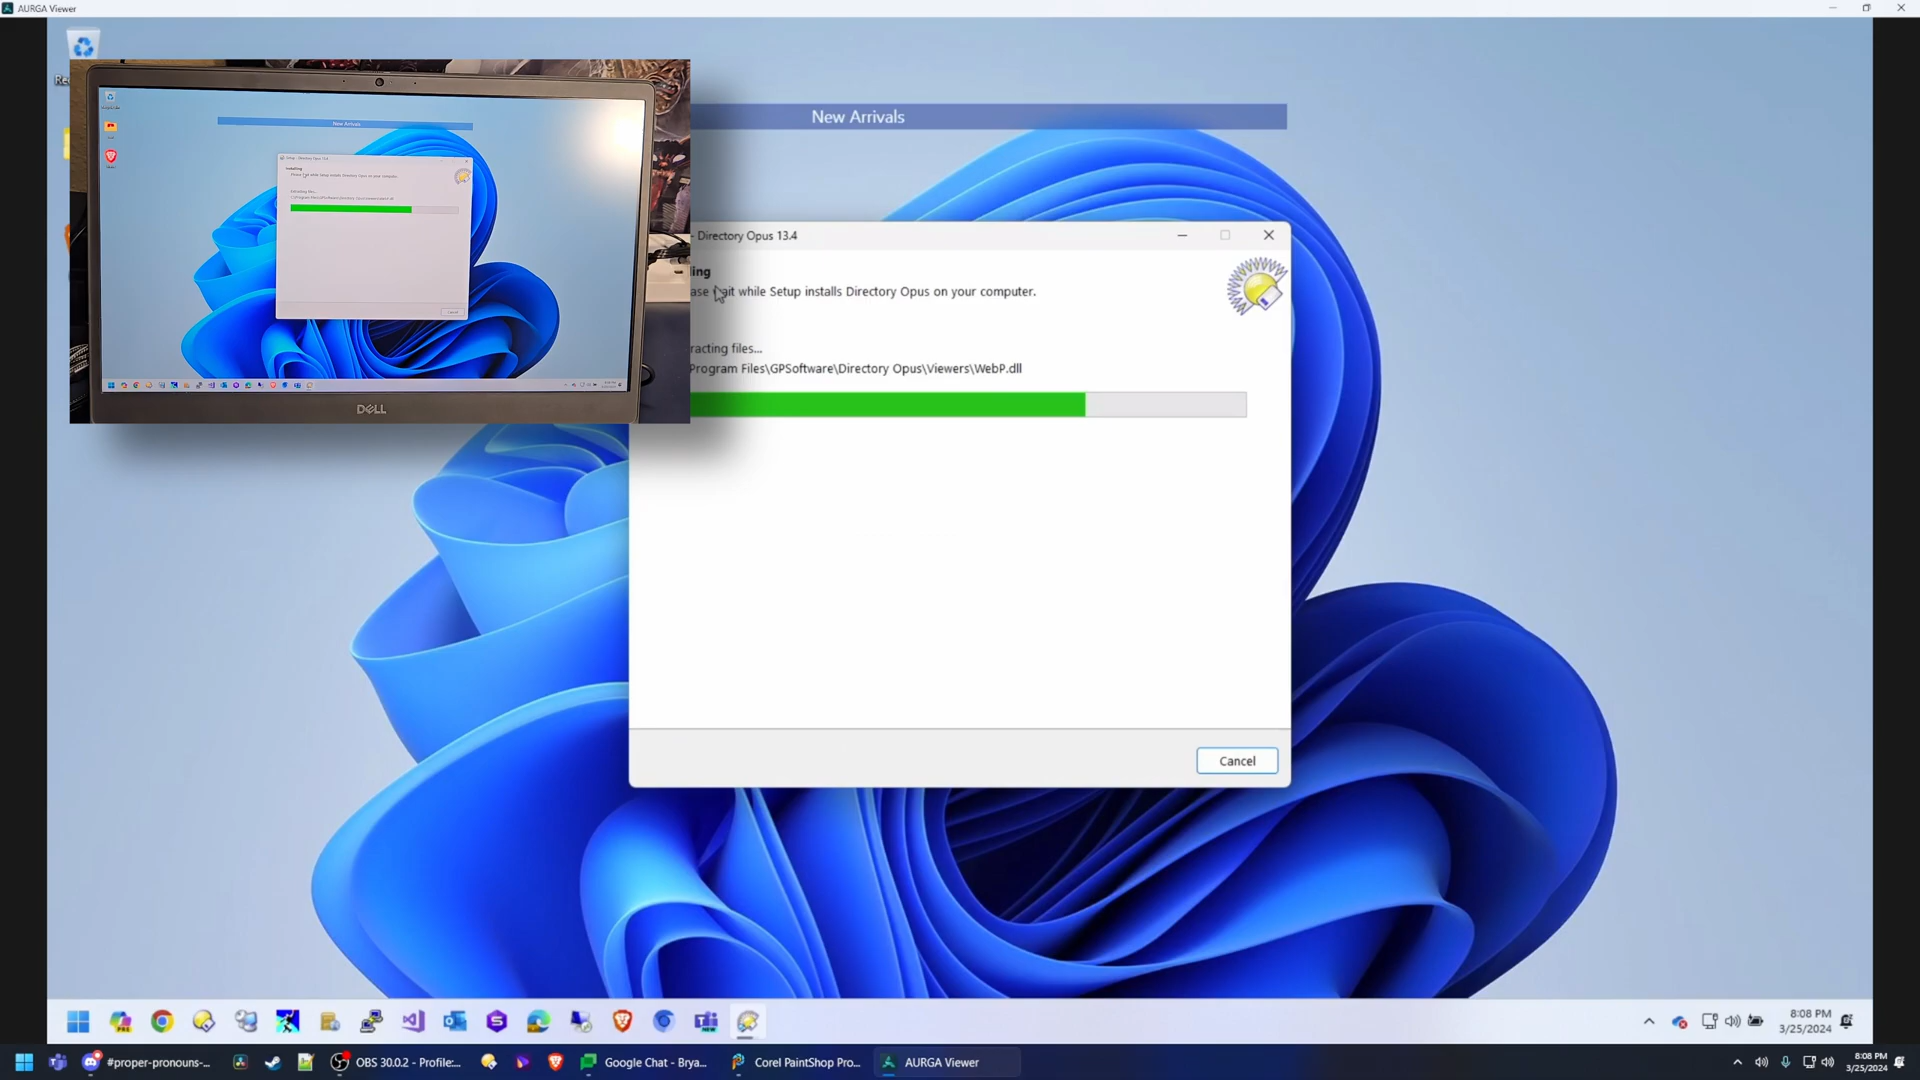 AURGA Viewer
New Arrivals
New Arrivals
DELL
- Directory Opus 13.4
ling
ase wait while Setup installs Directory Opus on your computer.
racting files...
Program Files\GPSoftware\Directory Opus\Viewers\WebP.dll
Cancel
8:08 PM
3/25/2024
#proper-pronouns-...
OBS 30.0.2 - Profile:...
Google Chat - Brya...
Corel PaintShop Pro...
AURGA Viewer
8:08 PM
3/25/2024